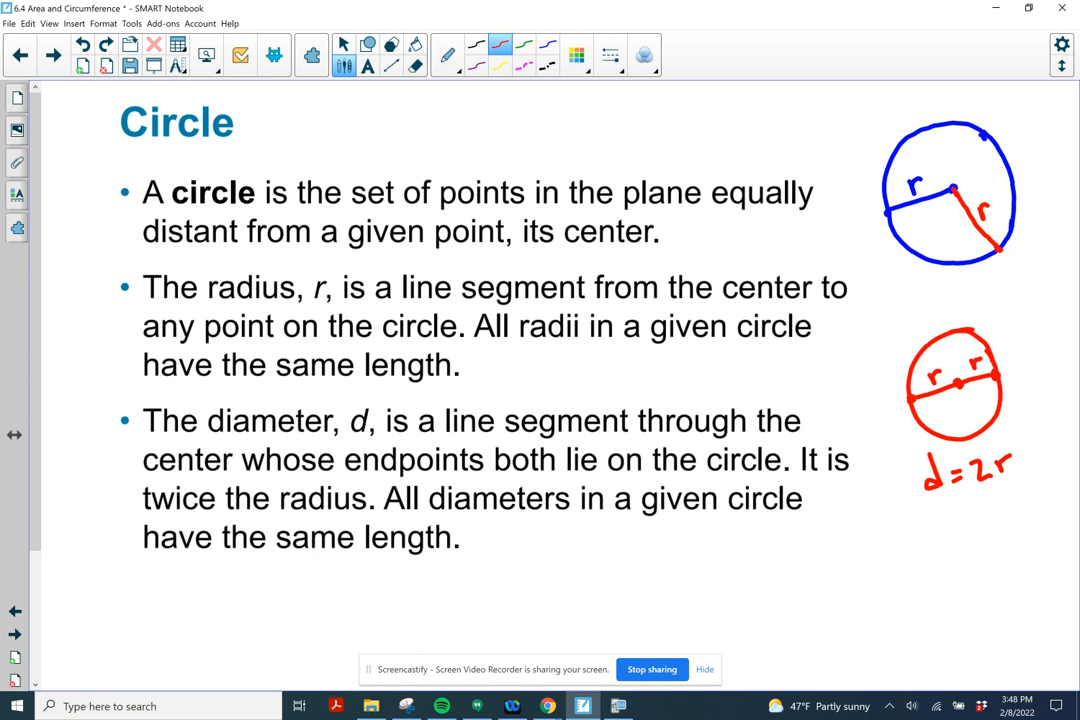 6.4 Area and Circumference * - SMART Notebook
File Edit View Insert Format Tools Add-ons Account Help
Circle
• A circle is the set of points in the plane equally
distant from a given point, its center.
• The radius, r, is a line segment from the center to
any point on the circle. All radii in a given circle
have the same length.
• The diameter, d, is a line segment through the
center whose endpoints both lie on the circle. It is
twice the radius. All diameters in a given circle
have the same length.
r
r
r r
d=2r
Screencastify - Screen Video Recorder is sharing your screen. Stop sharing Hide
Type here to search
47°F Partly sunny
3:48 PM
2/8/2022